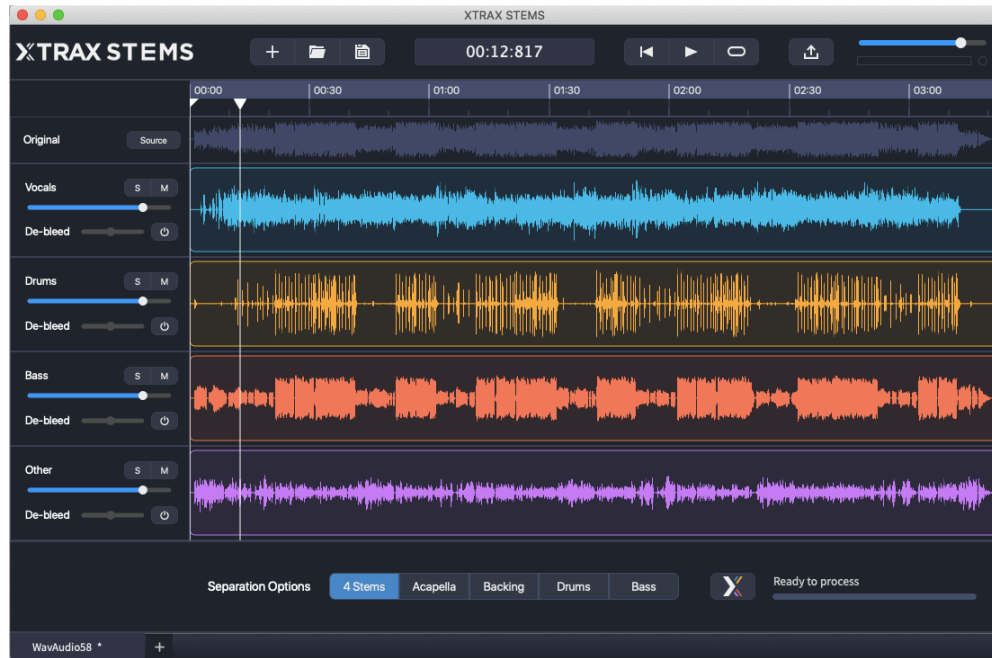 XTRAX STEMS
XTRAX STEMS
00:12:817
00:00 00:30 01:00 01:30 02:00 02:30 03:00
Original Source
Vocals S M
De-bleed
Drums S M
De-bleed
Bass S M
De-bleed
Other S M
De-bleed
Separation Options 4 Stems Acapella Backing Drums Bass Ready to process
WavAudio58 * +